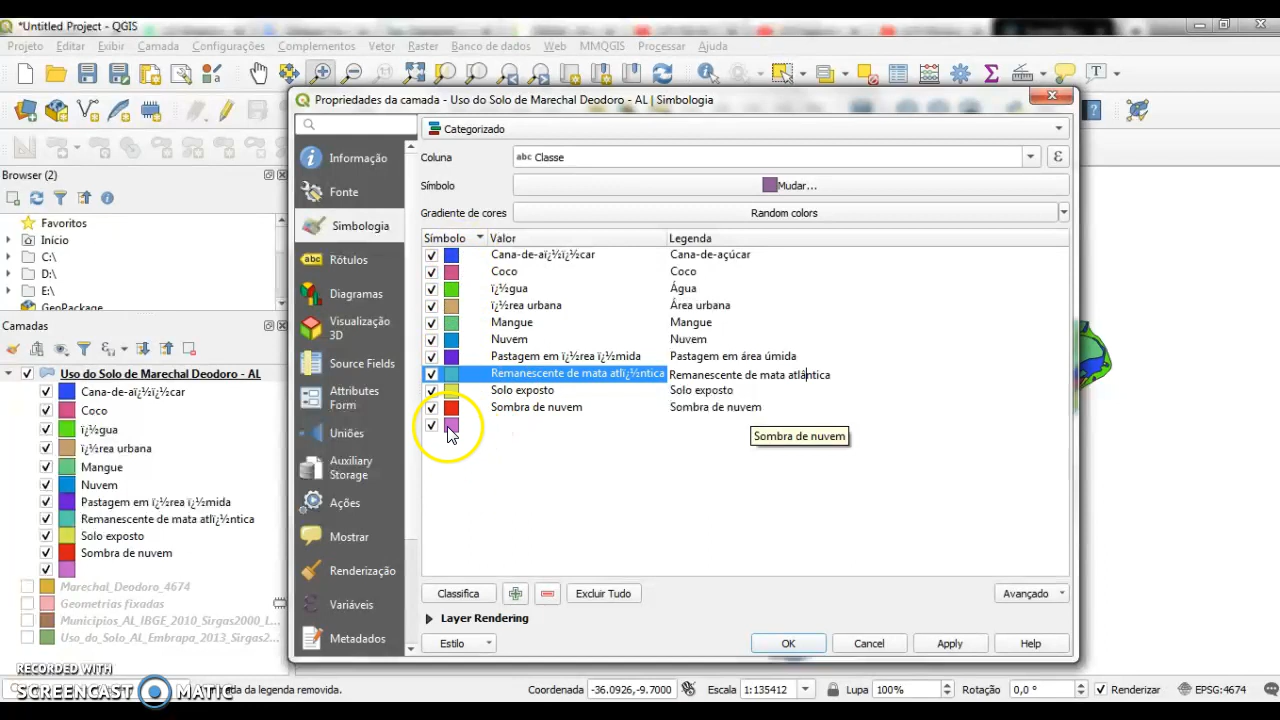 *Untitled Project - QGIS
Projeto Editar Exibir Camada Configurações Complementos Vetor Raster Banco de dados Web MMQGIS Processar Ajuda
Propriedades da camada - Uso do Solo de Marechal Deodoro - AL | Simbologia
Categorizado
Coluna abc Classe
Símbolo Mudar...
Gradiente de cores Random colors
Símbolo Valor Legenda
Cana-de-aï¿½ï¿½car Cana-de-açúcar
Coco Coco
ï¿½gua Água
ï¿½rea urbana Área urbana
Mangue Mangue
Nuvem Nuvem
Pastagem em ï¿½rea ï¿½mida Pastagem em área úmida
Remanescente de mata atlï¿½ntica Remanescente de mata atlântica
Solo exposto Solo exposto
Sombra de nuvem Sombra de nuvem
Sombra de nuvem
Classifica Excluir Tudo Avançado
Layer Rendering
Estilo OK Cancel Apply Help
Informação
Fonte
Simbologia
abc Rótulos
Diagramas
Visualização
3D
Source Fields
Attributes
Form
Uniões
Auxiliary
Storage
Ações
Mostrar
Renderização
Variáveis
Metadados
Browser (2)
Favoritos
Início
C:\
D:\
E:\
GeoPackage
Camadas
Uso do Solo de Marechal Deodoro - AL
Cana-de-aï¿½ï¿½car
Coco
ï¿½gua
ï¿½rea urbana
Mangue
Nuvem
Pastagem em ï¿½rea ï¿½mida
Remanescente de mata atlï¿½ntica
Solo exposto
Sombra de nuvem
Marechal_Deodoro_4674
Geometrias fixadas
Municipios_AL_IBGE_2010_Sirgas2000_L...
Uso_do_Solo_AL_Embrapa_2013_Sirgas2...
RECORDED WITH
SCREENCAST MATIC
da legenda removida. Coordenada -36.0926,-9.7000 Escala 1:135412 Lupa 100% Rotação 0,0 ° Renderizar EPSG:4674